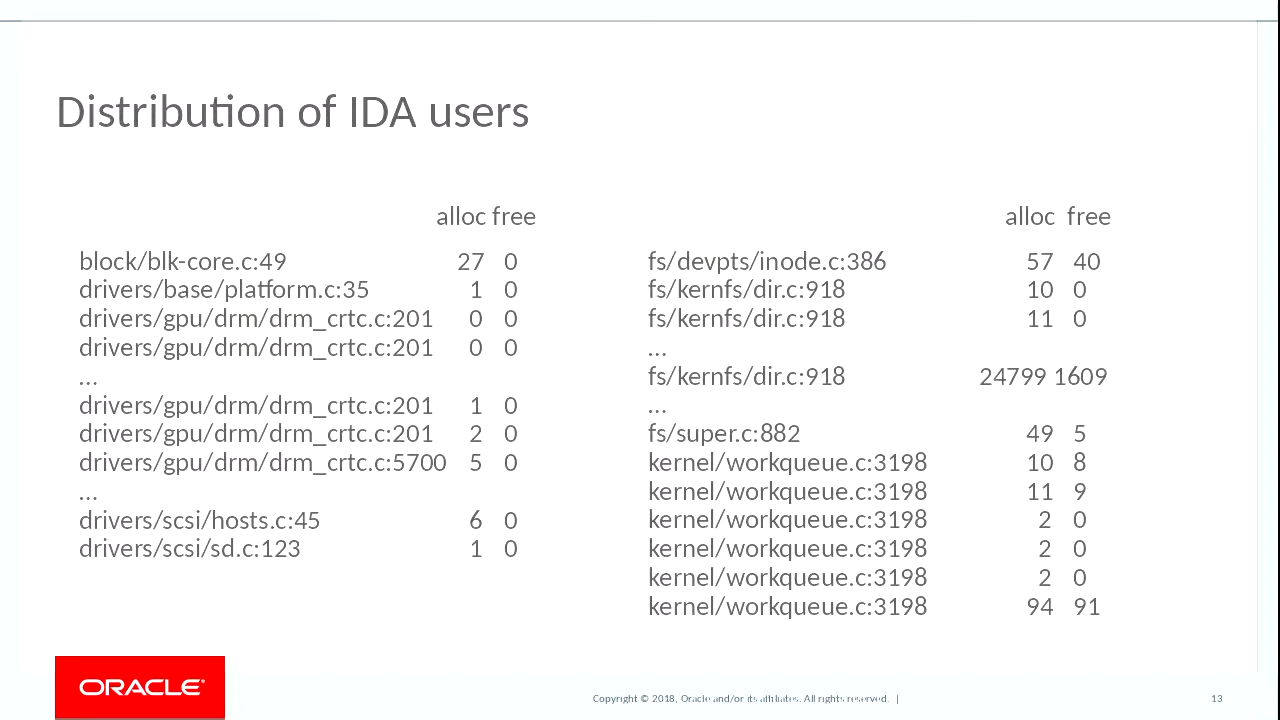 Distribution of IDA users
alloc free
block/blk-core.c:49 27 0
drivers/base/platform.c:35 1 0
drivers/gpu/drm/drm_crtc.c:201 0 0
drivers/gpu/drm/drm_crtc.c:201 0 0
...
drivers/gpu/drm/drm_crtc.c:201 1 0
drivers/gpu/drm/drm_crtc.c:201 2 0
drivers/gpu/drm/drm_crtc.c:5700 5 0
...
drivers/scsi/hosts.c:45 6 0
drivers/scsi/sd.c:123 1 0
alloc free
fs/devpts/inode.c:386 57 40
fs/kernfs/dir.c:918 10 0
fs/kernfs/dir.c:918 11 0
...
fs/kernfs/dir.c:918 24799 1609
...
fs/super.c:882 49 5
kernel/workqueue.c:3198 10 8
kernel/workqueue.c:3198 11 9
kernel/workqueue.c:3198 2 0
kernel/workqueue.c:3198 2 0
kernel/workqueue.c:3198 2 0
kernel/workqueue.c:3198 94 91
ORACLE®
Copyright © 2018, Oracle and/or its affiliates. All rights reserved. |
13